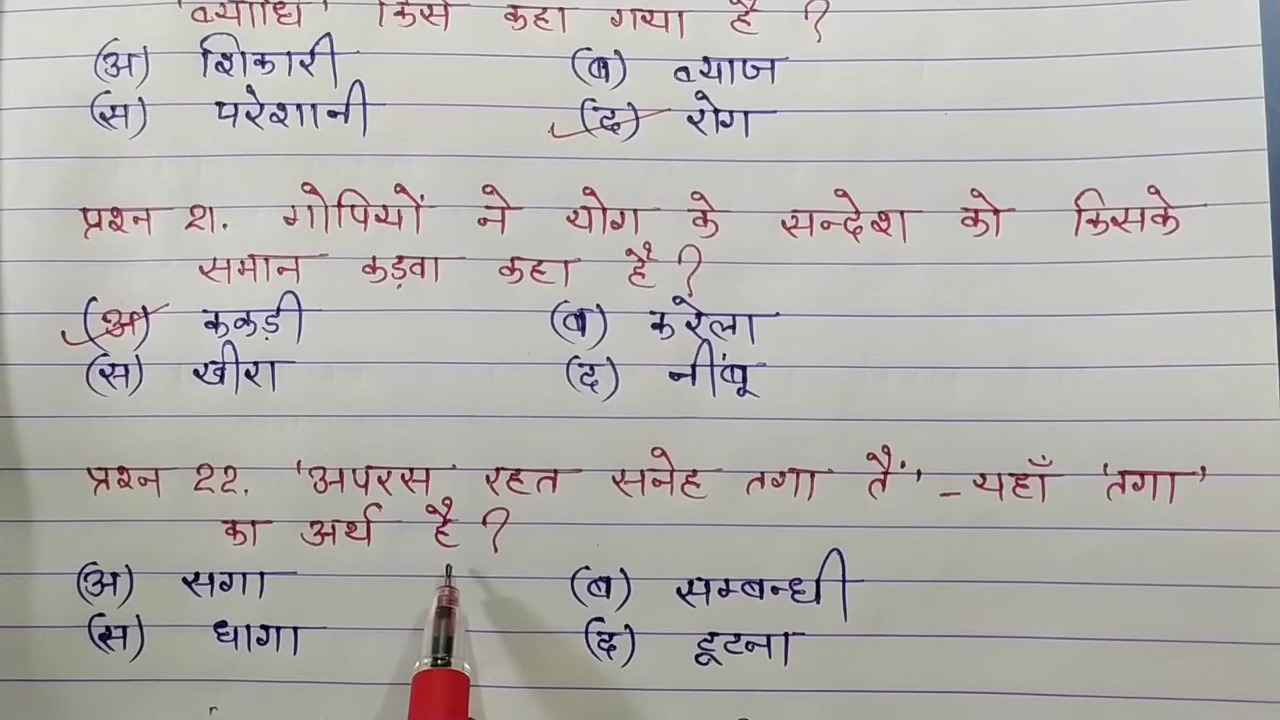 'व्याधि' किसे कहा गया है ?
(अ) शिकारी (ब) व्याज
(स) परेशानी (द) रोग
प्रश्न 21. गोपियों ने योग के सन्देश को किसके
समान कड़वा कहा है ?
(अ) ककड़ी (ब) करेला
(स) खीरा (द) नींबू
प्रश्न 22. 'अपरस रहत सनेह तगा तैं' - यहाँ 'तगा'
का अर्थ है ?
(अ) सगा (ब) सम्बन्धी
(स) धागा (द) टूटना